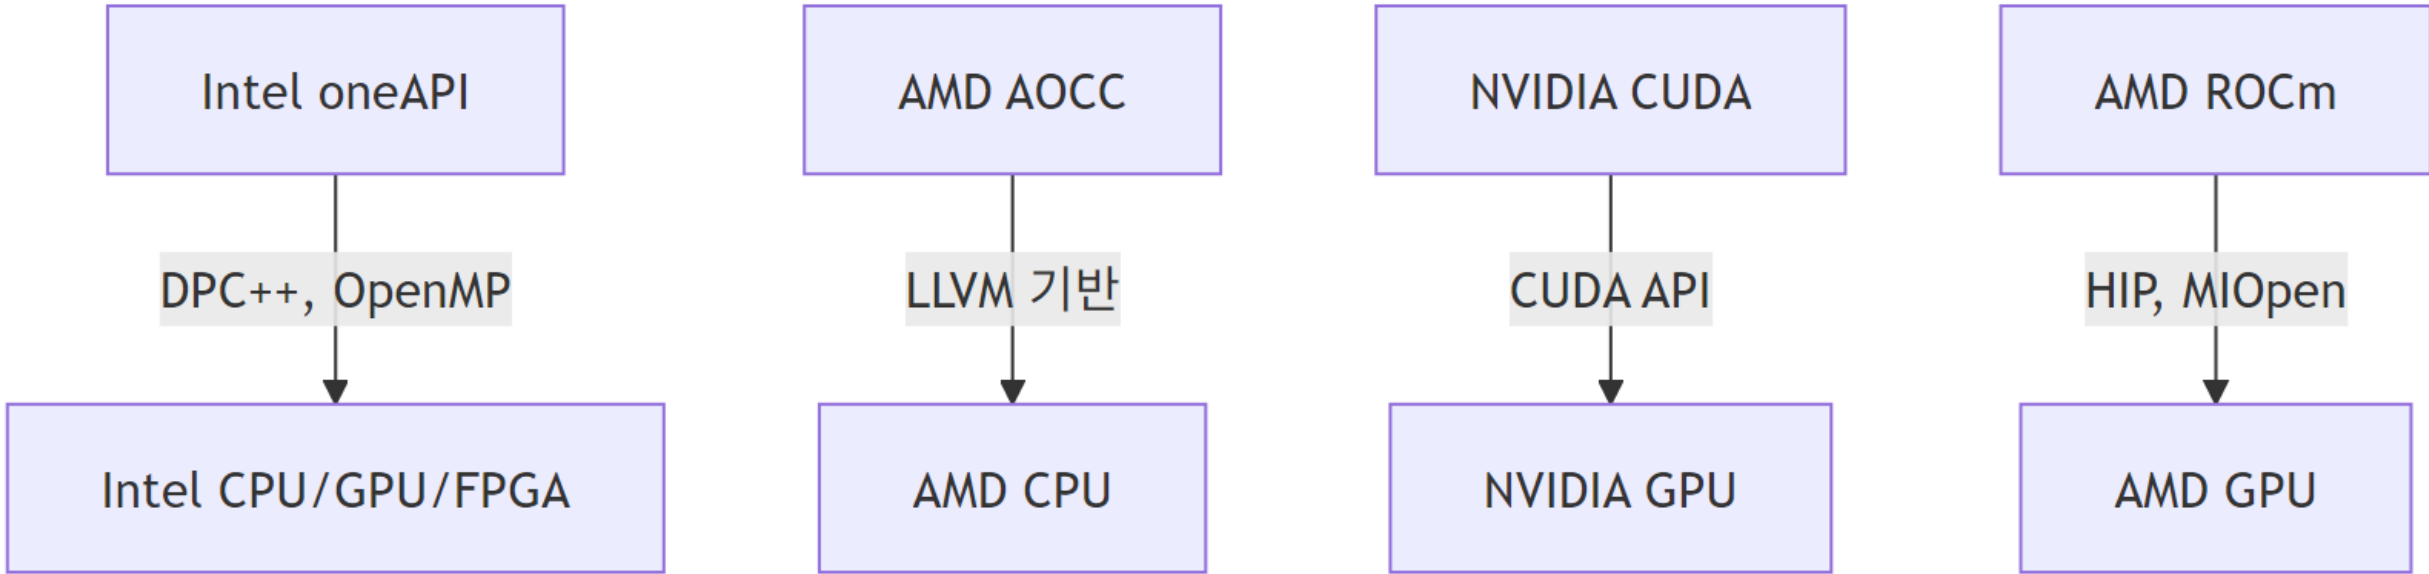 Intel oneAPI
AMD AOCC
NVIDIA CUDA
AMD ROCm
DPC++, OpenMP
LLVM 기반
CUDA API
HIP, MIOpen
Intel CPU/GPU/FPGA
AMD CPU
NVIDIA GPU
AMD GPU